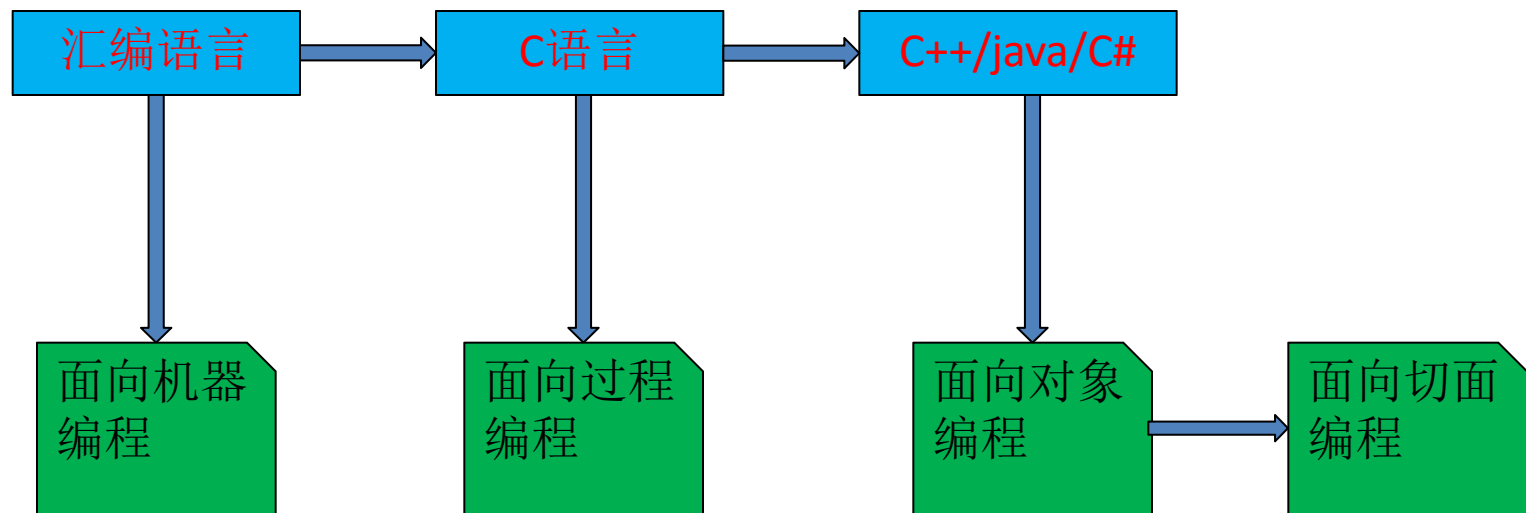 汇编语言
C语言
C++/java/C#
面向机器
编程
面向过程
编程
面向对象
编程
面向切面
编程